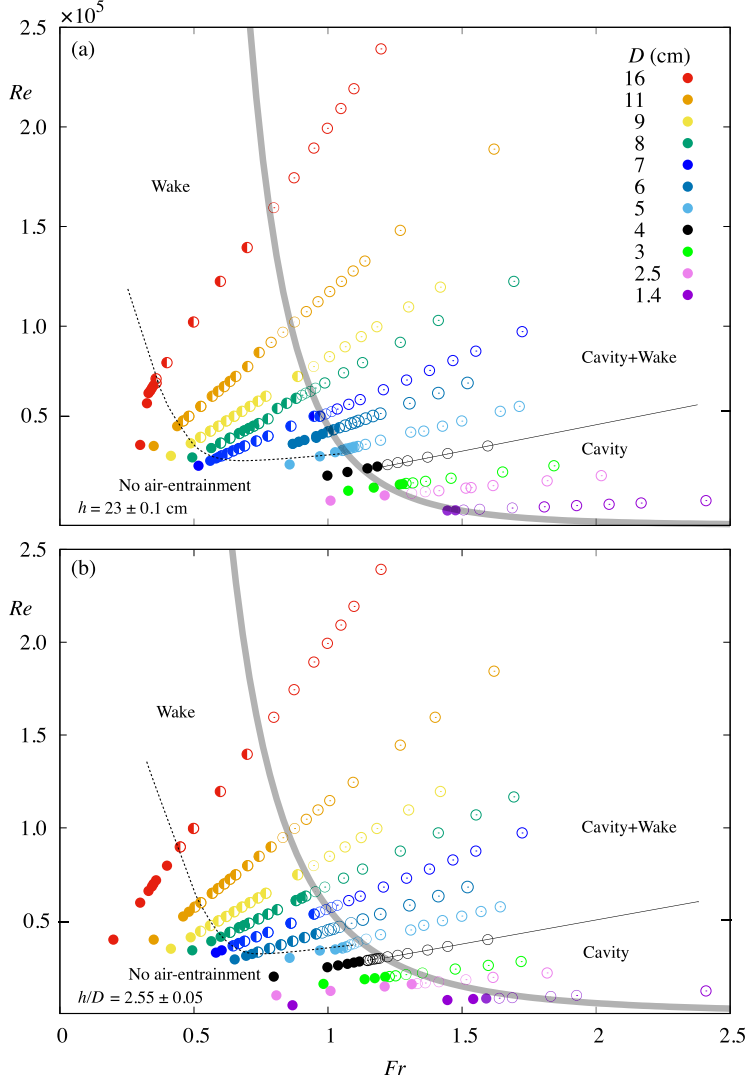 ×10⁵
2.5
(a)
D (cm)
Re
16
11
2.0
9
8
7
Wake
6
1.5
5
4
3
2.5
1.4
1.0
Cavity+Wake
0.5
Cavity
No air-entrainment
h = 23 ± 0.1 cm
2.5
(b)
Re
2.0
Wake
1.5
1.0
Cavity+Wake
0.5
Cavity
No air-entrainment
h/D = 2.55 ± 0.05
0
0.5
1
1.5
2
2.5
Fr